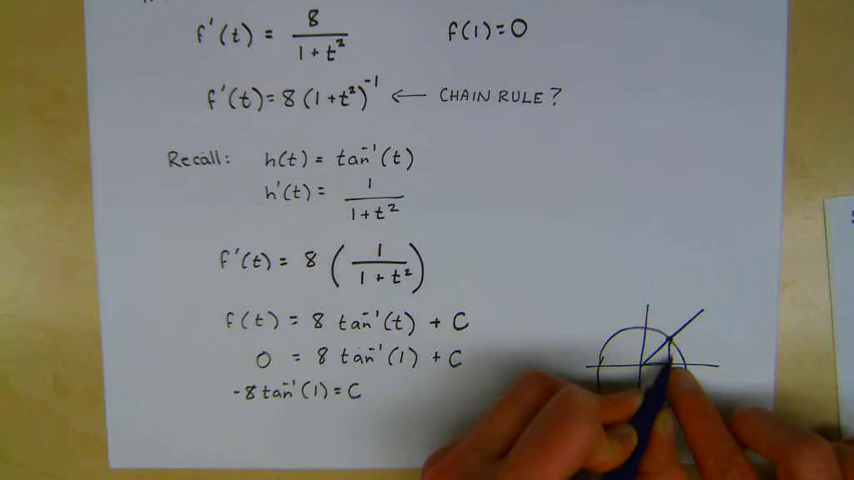 f'(t) = 8 / (1 + t²)    f(1) = 0
f'(t) = 8 (1 + t²)⁻¹ ← CHAIN RULE?
Recall: h(t) = tan⁻¹(t)
h'(t) = 1 / (1 + t²)
f'(t) = 8 (1 / (1 + t²))
f(t) = 8 tan⁻¹(t) + C
0 = 8 tan⁻¹(1) + C
-8 tan⁻¹(1) = C